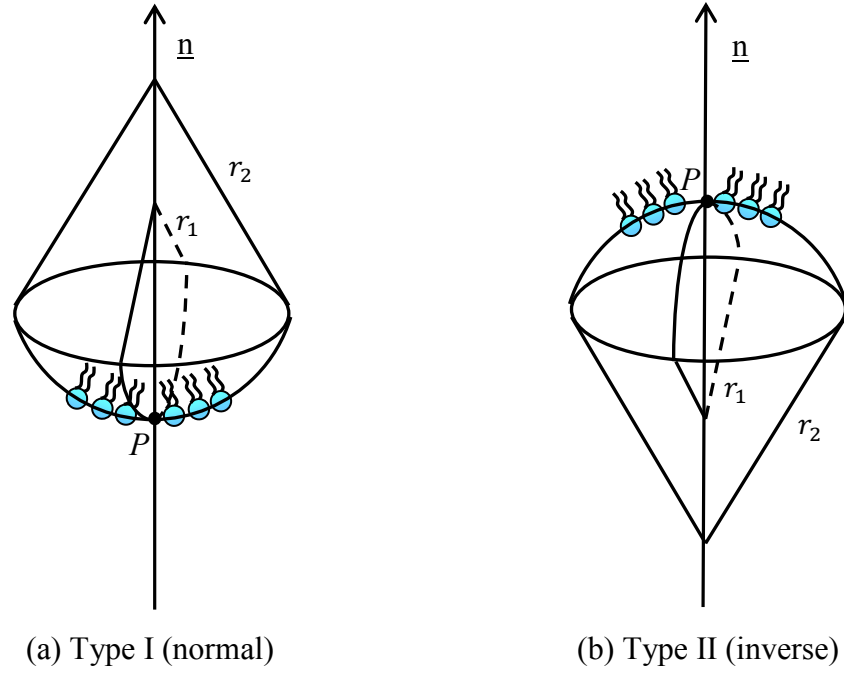 n
r₂
r₁
P
(a) Type I (normal)
n
P
r₁
r₂
(b) Type II (inverse)